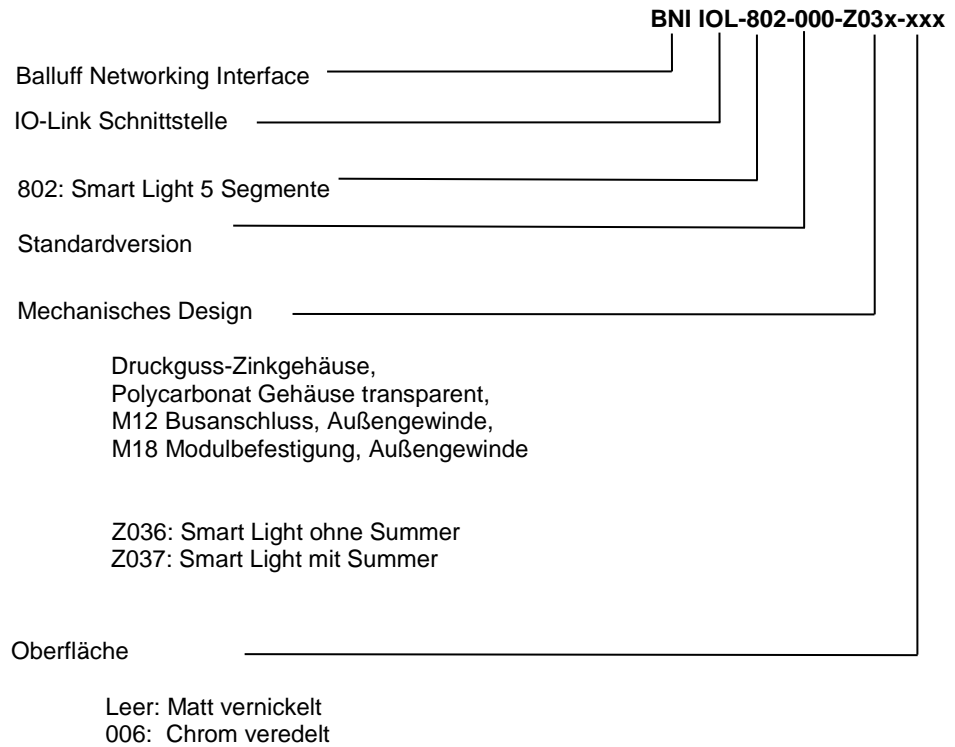 BNI IOL-802-000-Z03x-xxx
Balluff Networking Interface
IO-Link Schnittstelle
802: Smart Light 5 Segmente
Standardversion
Mechanisches Design
Druckguss-Zinkgehäuse,
Polycarbonat Gehäuse transparent,
M12 Busanschluss, Außengewinde,
M18 Modulbefestigung, Außengewinde
Z036: Smart Light ohne Summer
Z037: Smart Light mit Summer
Oberfläche
Leer: Matt vernickelt
006: Chrom veredelt